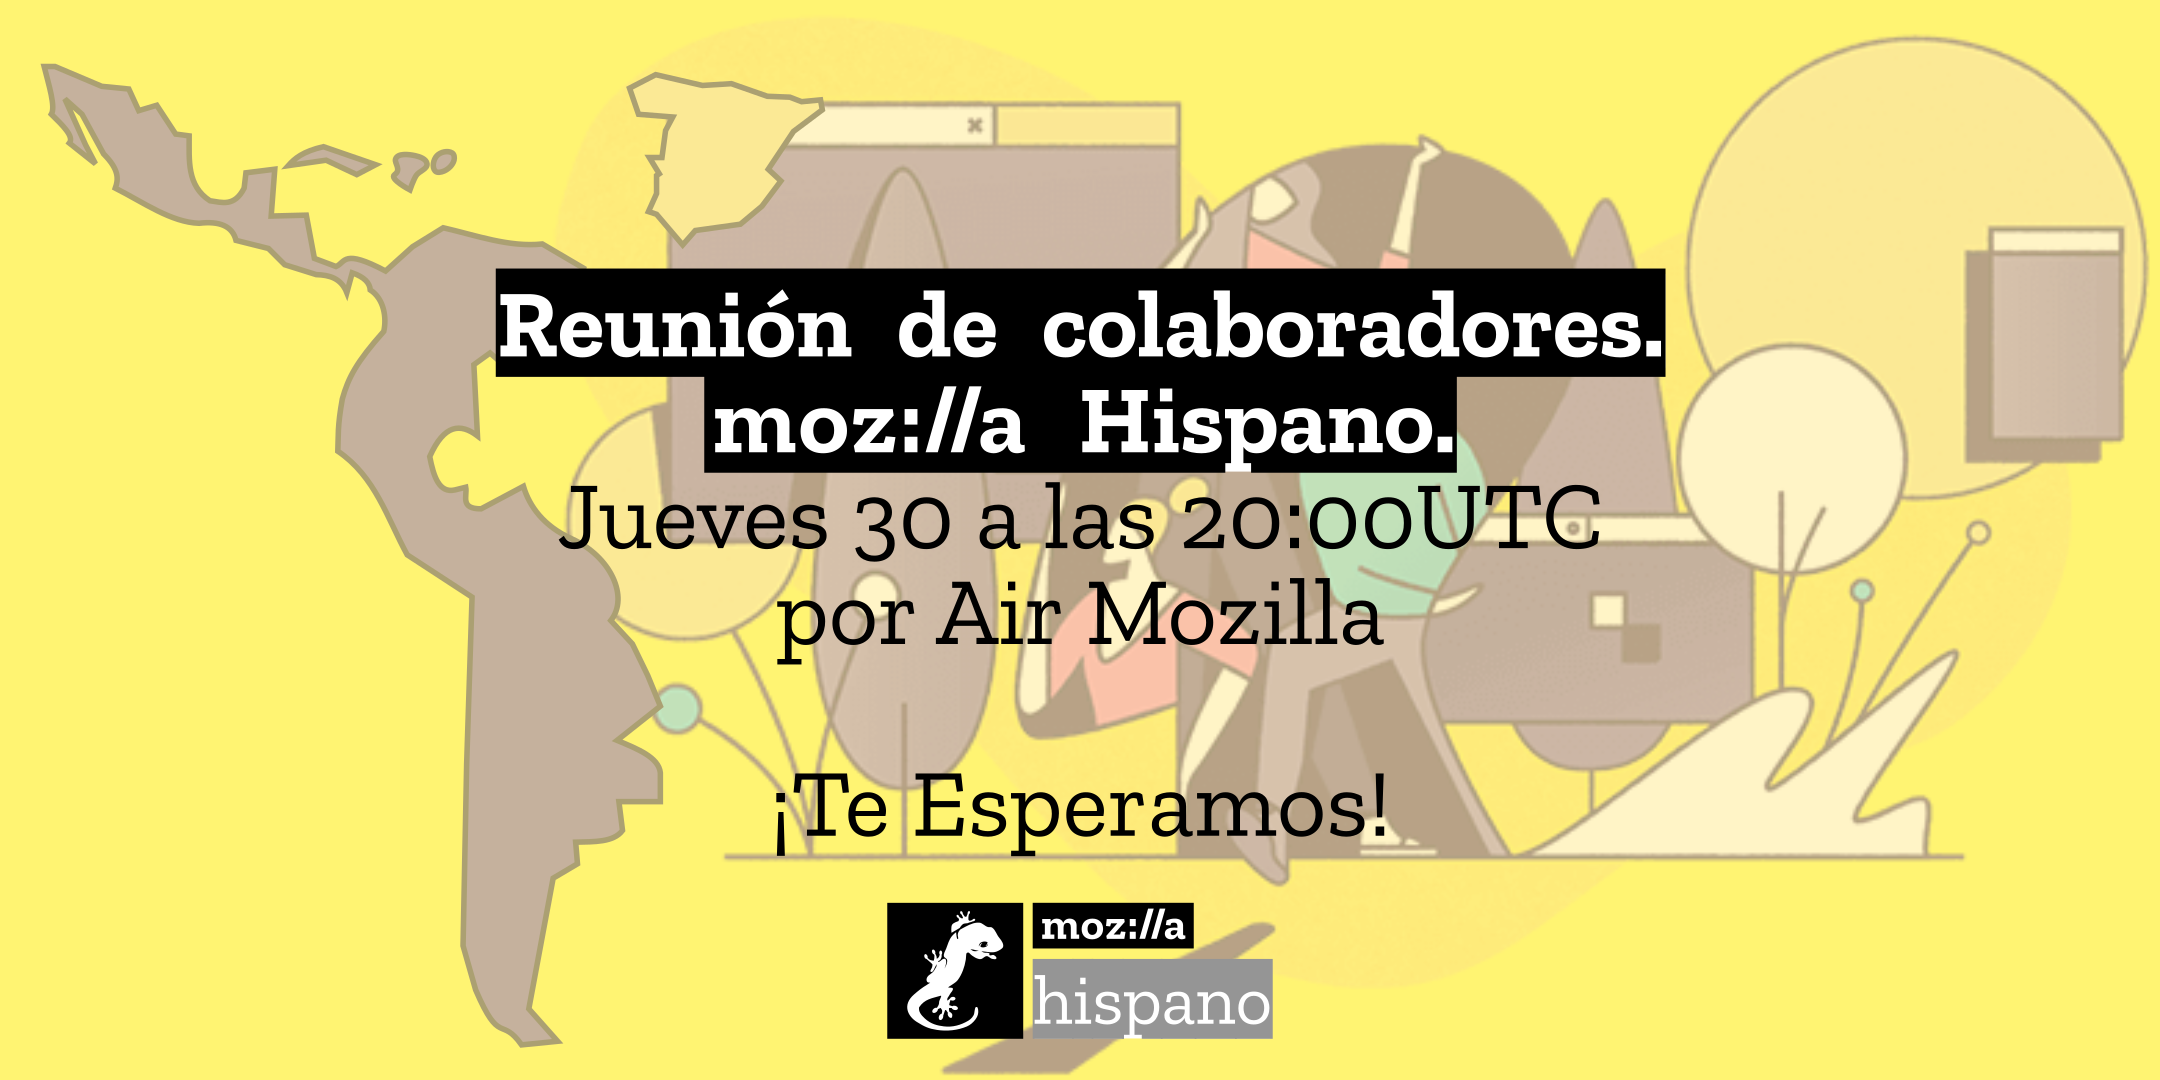 Reunión de colaboradores.
moz://a Hispano.
Jueves 30 a las 20:00UTC
por Air Mozilla
¡Te Esperamos!
moz://a
hispano